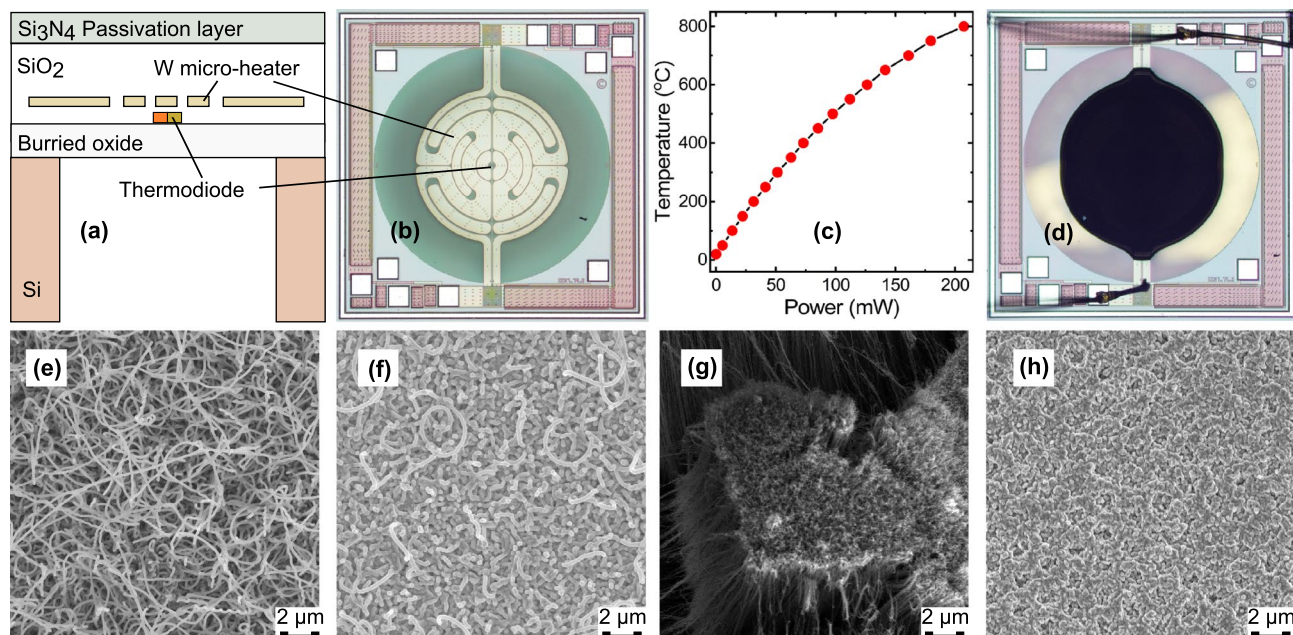 Si3N4 Passivation layer
SiO2
W micro-heater
Burried oxide
Thermodiode
(a)
Si
(b)
©
800
600
400
200
0
Temperature (°C)
(c)
0 50 100 150 200
Power (mW)
(d)
(e)
2 µm
(f)
2 µm
(g)
2 µm
(h)
2 µm